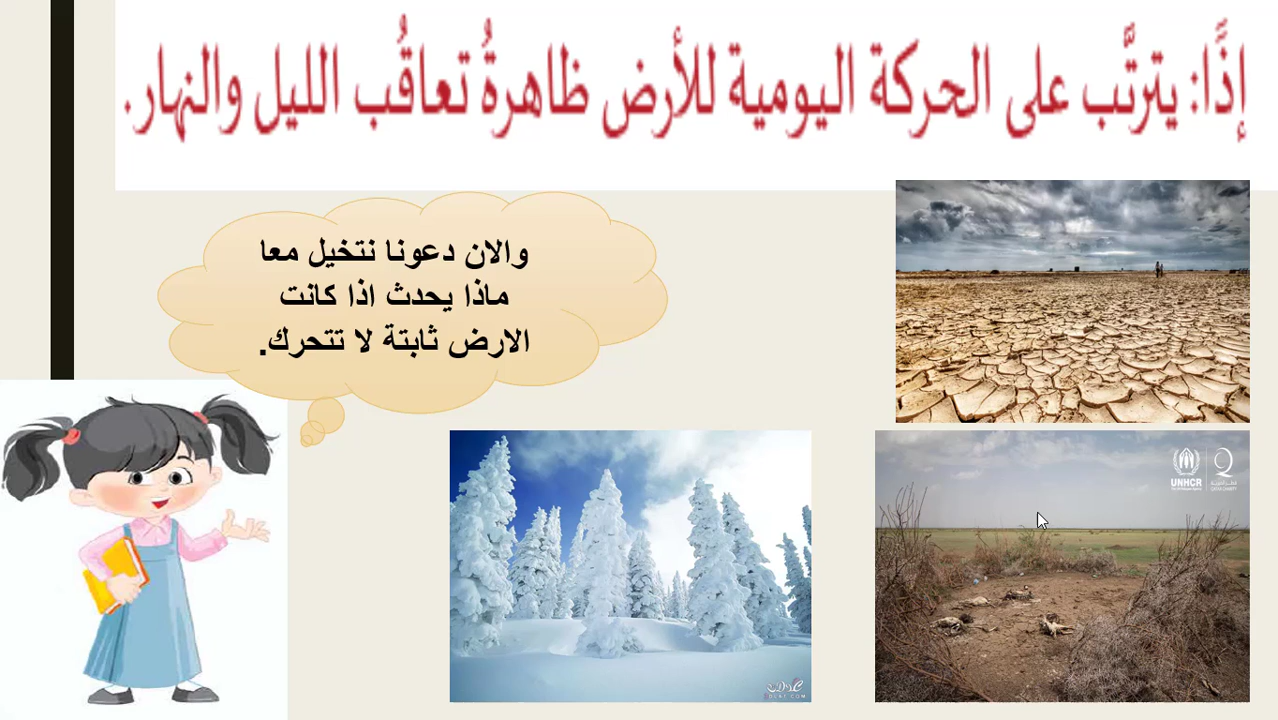 إذًا: يترتَّب على الحركة اليومية للأرض ظاهرةُ تعاقُب الليل والنهار.
والان دعونا نتخيل معا
ماذا يحدث اذا كانت
الارض ثابتة لا تتحرك.
UNHCR